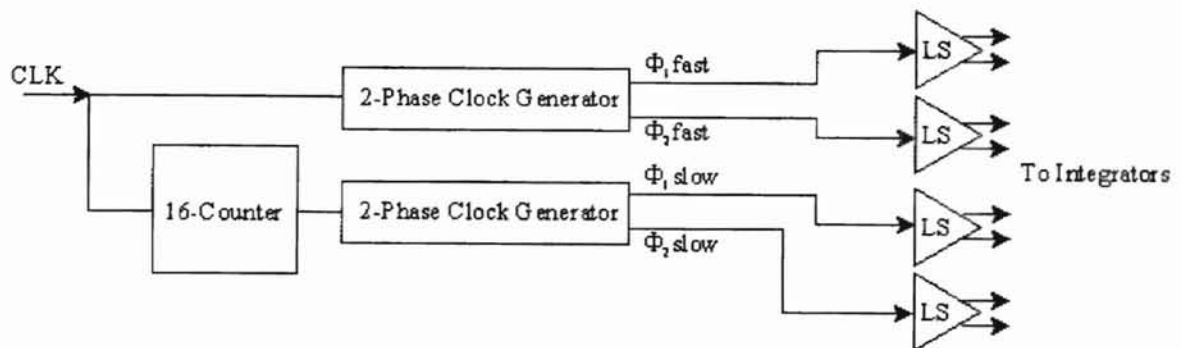 CLK
2-Phase Clock Generator
Φ₁ fast
Φ₂ fast
16-Counter
2-Phase Clock Generator
Φ₁ slow
Φ₂ slow
LS
LS
LS
LS
To Integrators